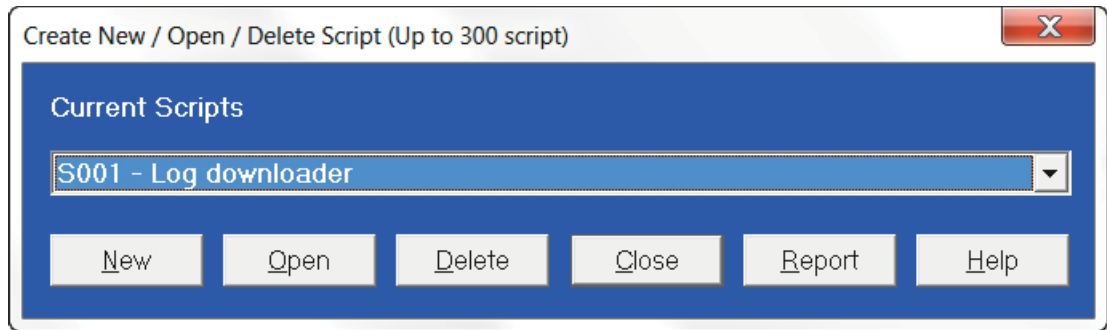 Create New / Open / Delete Script (Up to 300 script)
Current Scripts
S001 - Log downloader
New Open Delete Close Report Help